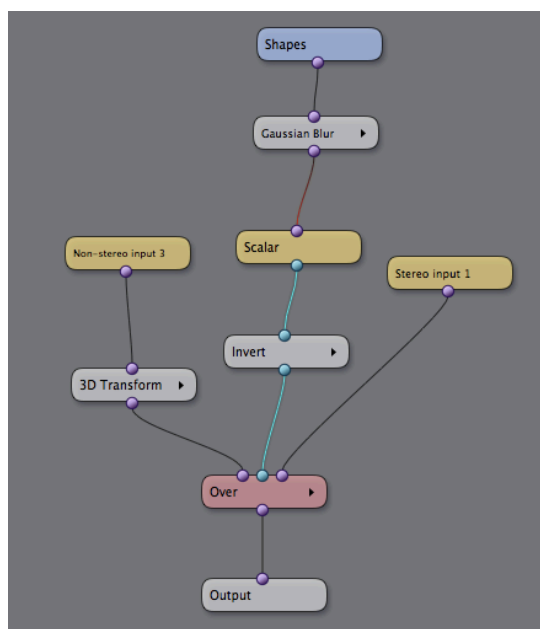 Shapes
Gaussian Blur
Scalar
Non-stereo input 3
Stereo input 1
Invert
3D Transform
Over
Output